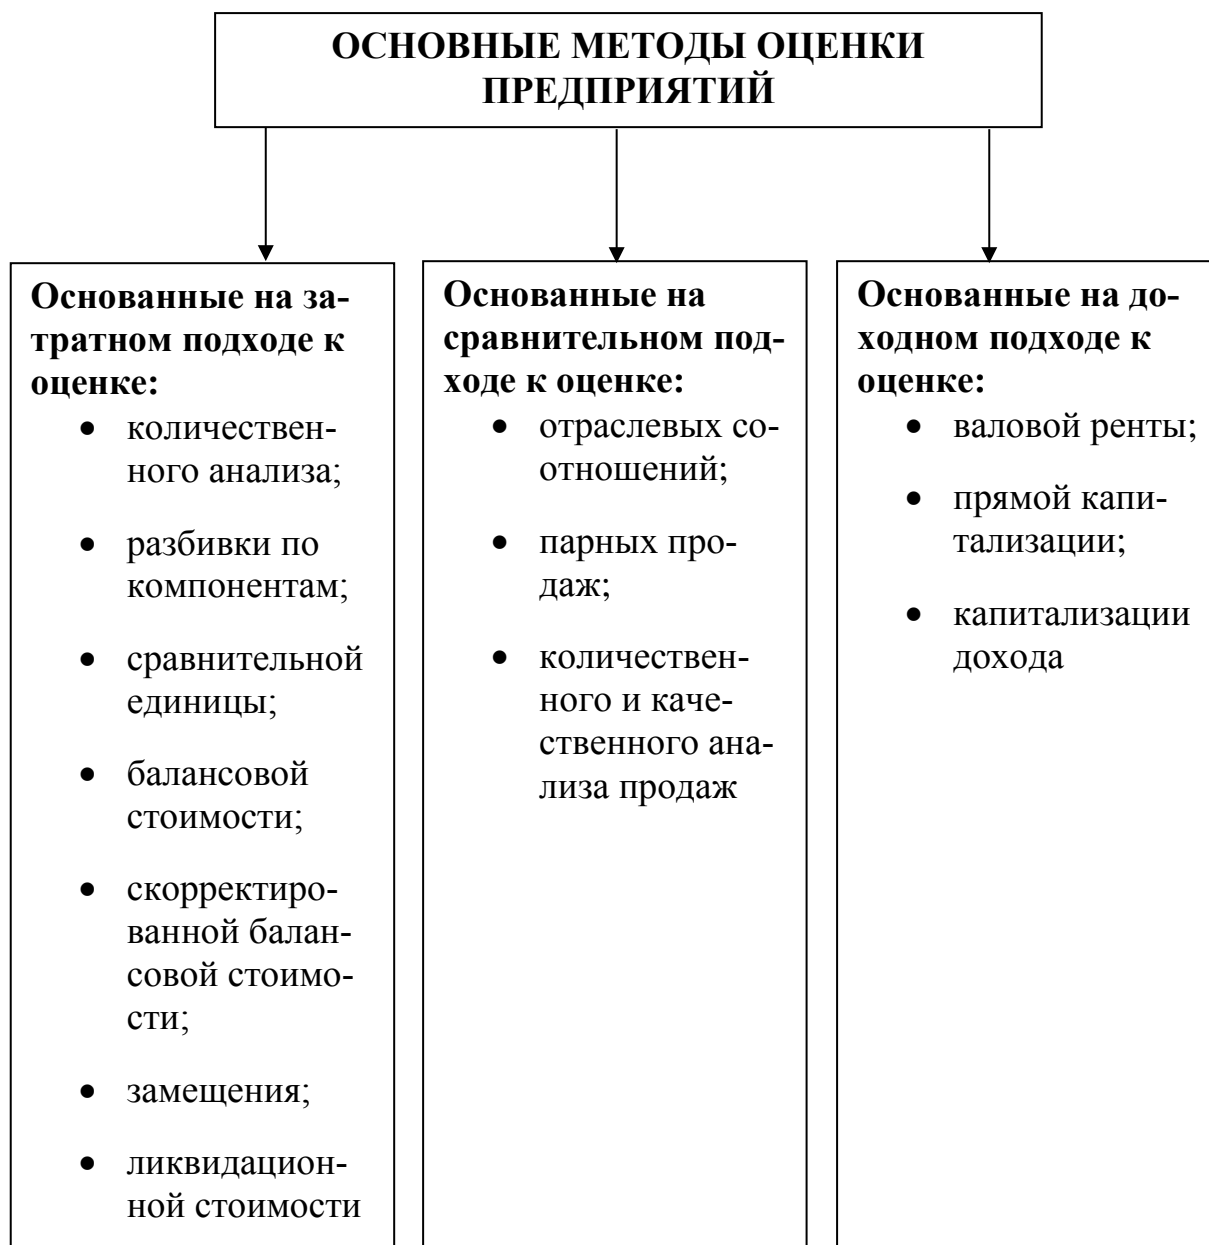 ОСНОВНЫЕ МЕТОДЫ ОЦЕНКИ
ПРЕДПРИЯТИЙ
Основанные на за-
тратном подходе к
оценке:
• количествен-
ного анализа;
• разбивки по
компонентам;
• сравнительной
единицы;
• балансовой
стоимости;
• скорректиро-
ванной балан-
совой стоимо-
сти;
• замещения;
• ликвидацион-
ной стоимости
Основанные на
сравнительном под-
ходе к оценке:
• отраслевых со-
отношений;
• парных про-
даж;
• количествен-
ного и каче-
ственного ана-
лиза продаж
Основанные на до-
ходном подходе к
оценке:
• валовой ренты;
• прямой капи-
тализации;
• капитализации
дохода